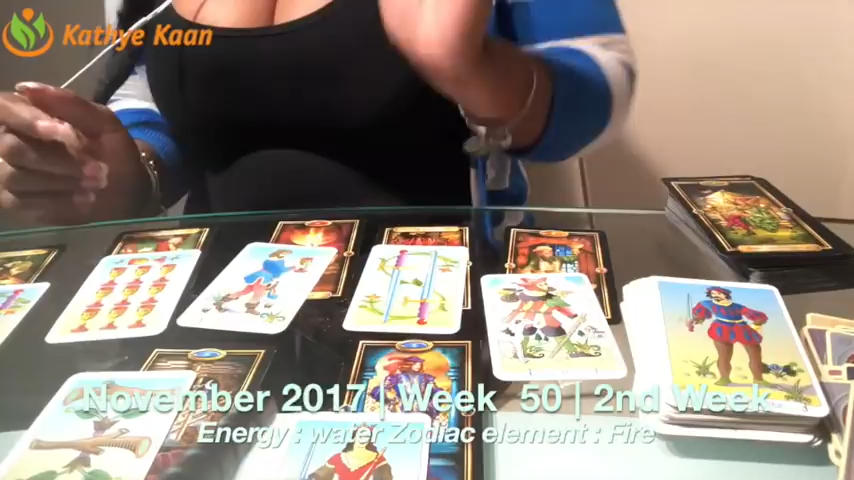 Kathye Kaan
November 2017 | Week 50 | 2nd Week
Energy : water Zodiac element : Fire